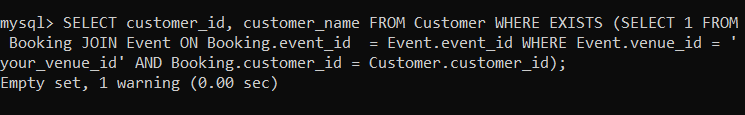 mysql> SELECT customer_id, customer_name FROM Customer WHERE EXISTS (SELECT 1 FROM
 Booking JOIN Event ON Booking.event_id  = Event.event_id WHERE Event.venue_id = '
your_venue_id' AND Booking.customer_id = Customer.customer_id);
Empty set, 1 warning (0.00 sec)